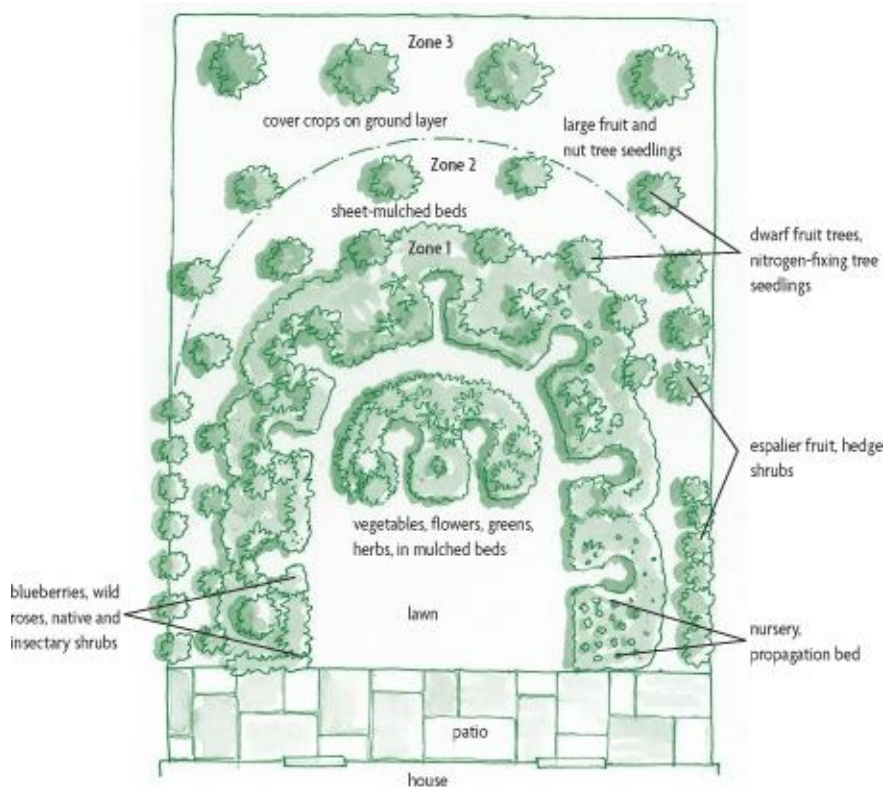 Zone 3
cover crops on ground layer
large fruit and
nut tree seedlings
Zone 2
sheet-mulched beds
Zone 1
dwarf fruit trees,
nitrogen-fixing tree
seedlings
espalier fruit, hedge
shrubs
vegetables, flowers, greens,
herbs, in mulched beds
blueberries, wild
roses, native and
insectary shrubs
lawn
nursery,
propagation bed
patio
house